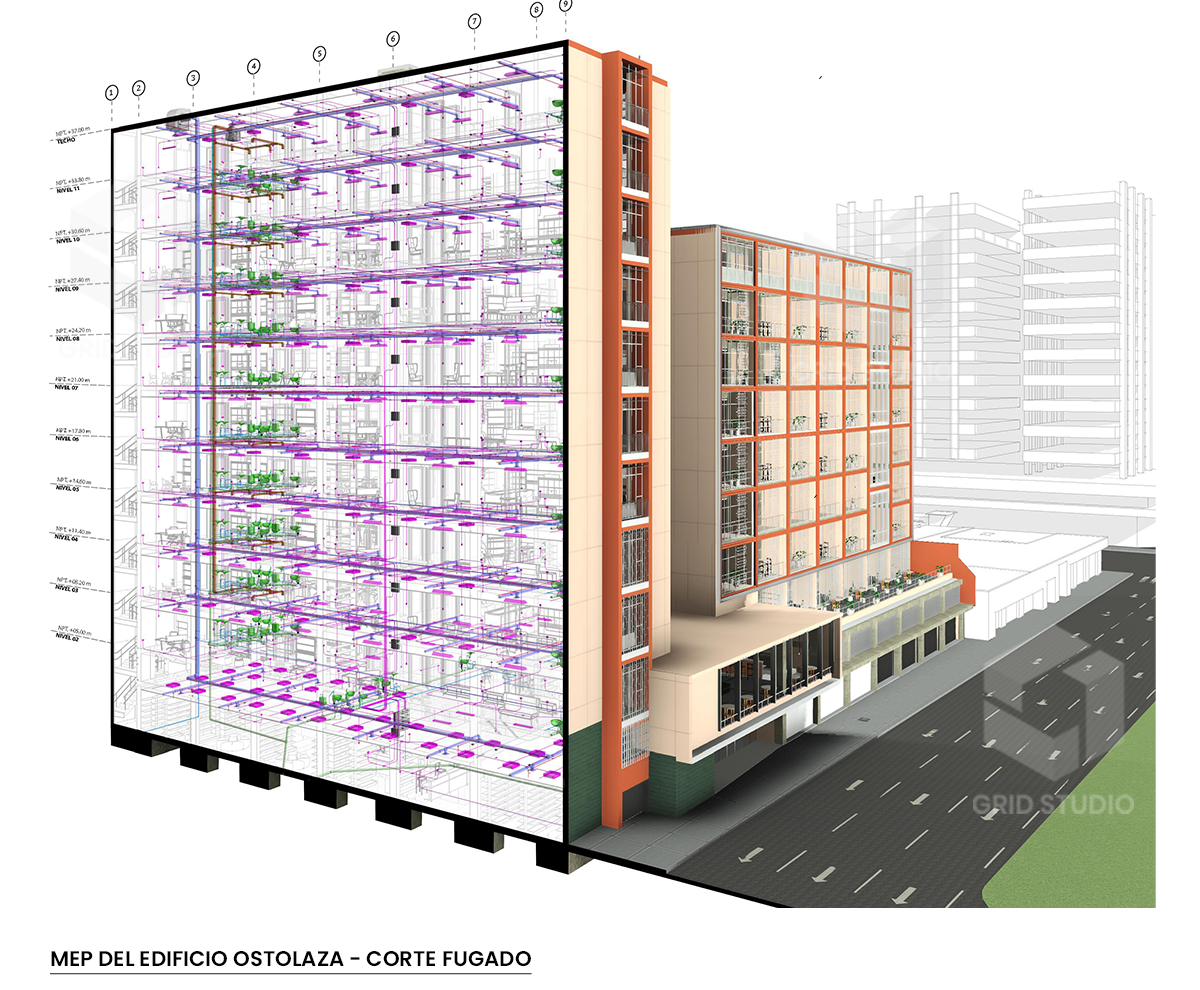 1 2 3 4 5 6 7 8 9
NPT. +37.00 m
TECHO
NPT. +33.80 m
NIVEL 11
NPT. +30.60 m
NIVEL 10
NPT. +27.40 m
NIVEL 09
NPT. +24.20 m
NIVEL 08
NPT. +21.00 m
NIVEL 07
NPT. +17.80 m
NIVEL 06
NPT. +14.60 m
NIVEL 05
NPT. +11.40 m
NIVEL 04
NPT. +08.20 m
NIVEL 03
NPT. +05.00 m
NIVEL 02
GRID STUDIO
MEP DEL EDIFICIO OSTOLAZA - CORTE FUGADO